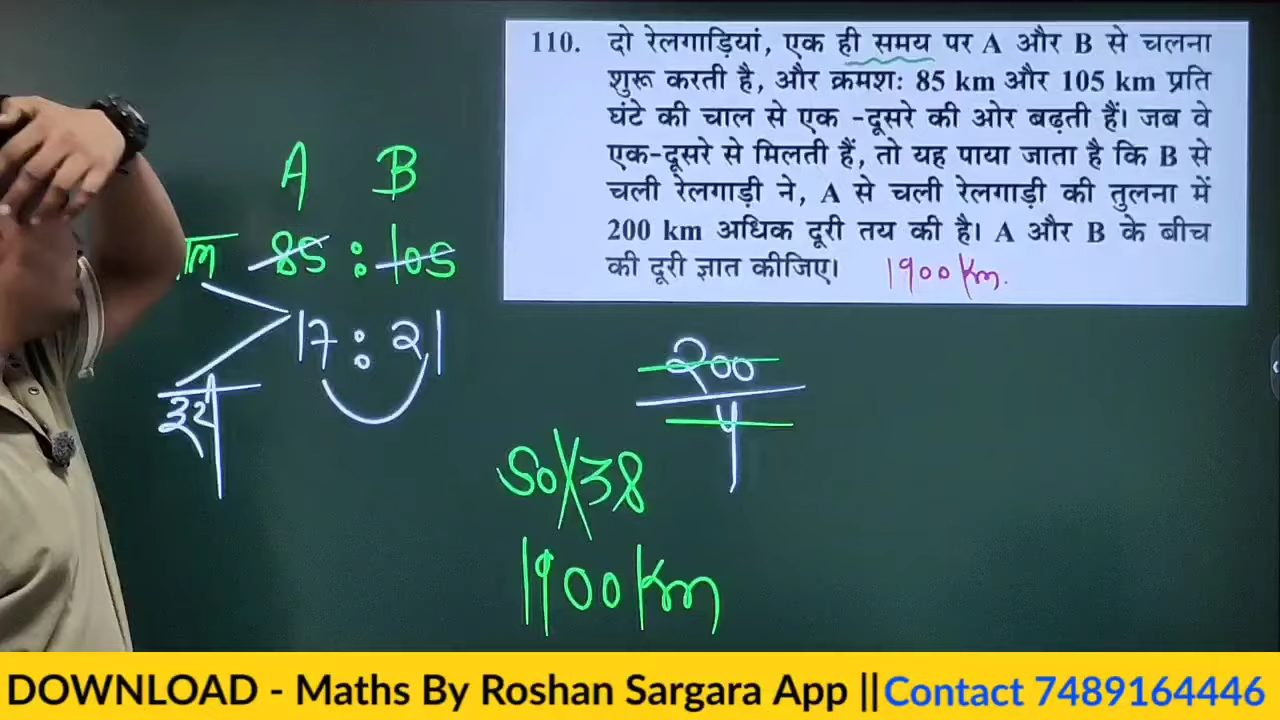 110. दो रेलगाड़ियां, एक ही समय पर A और B से चलना
शुरू करती है, और क्रमश: 85 km और 105 km प्रति
घंटे की चाल से एक -दूसरे की ओर बढ़ती हैं। जब वे
एक-दूसरे से मिलती हैं, तो यह पाया जाता है कि B से
चली रेलगाड़ी ने, A से चली रेलगाड़ी की तुलना में
200 km अधिक दूरी तय की है। A और B के बीच
की दूरी ज्ञात कीजिए। 1900 km.
A B
85 : 105
17 : 21
200
4
50x38
1900 km
DOWNLOAD - Maths By Roshan Sargara App || Contact 7489164446